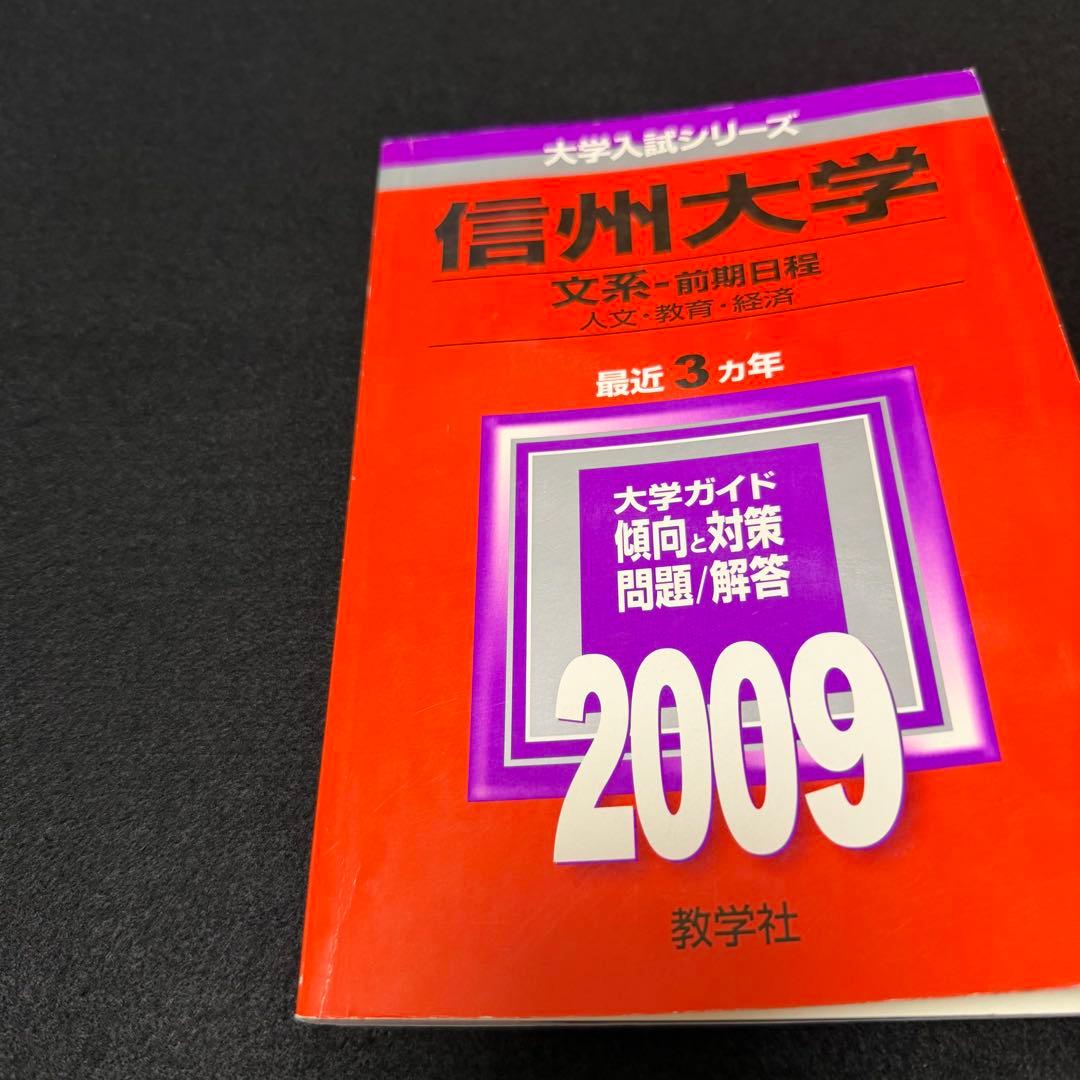 大学入試シリーズ
信州大学
文系-前期日程
人文・教育・経済
最近3ヵ年
大学ガイド
傾向と対策
問題/解答
2009
教学社